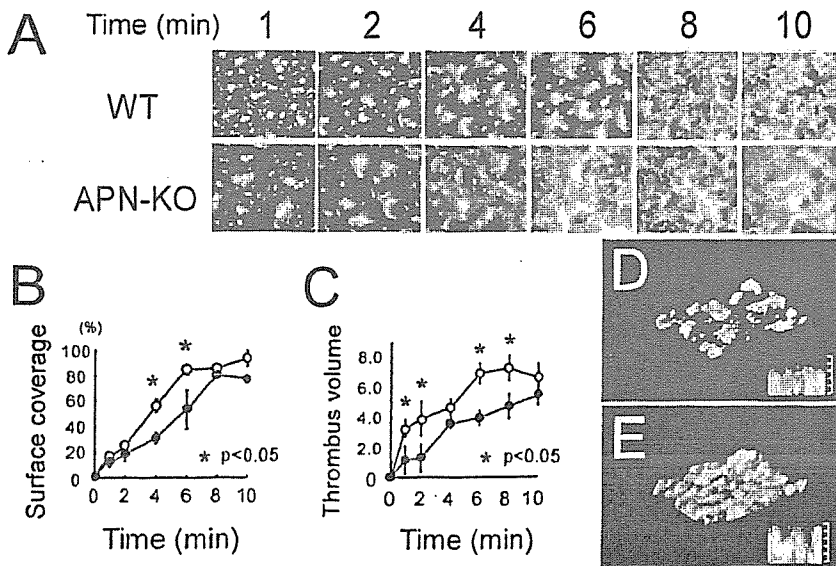 A
Time (min) 1 2 4 6 8 10
WT
APN-KO
B
(%)
Surface coverage
100
80
60
40
20
0
0 2 4 6 8 10
* *
* p<0.05
Time (min)
C
Thrombus volume
8.0
6.0
4.0
2.0
0
0 2 4 6 8 10
* * * *
* p<0.05
Time (min)
D
E